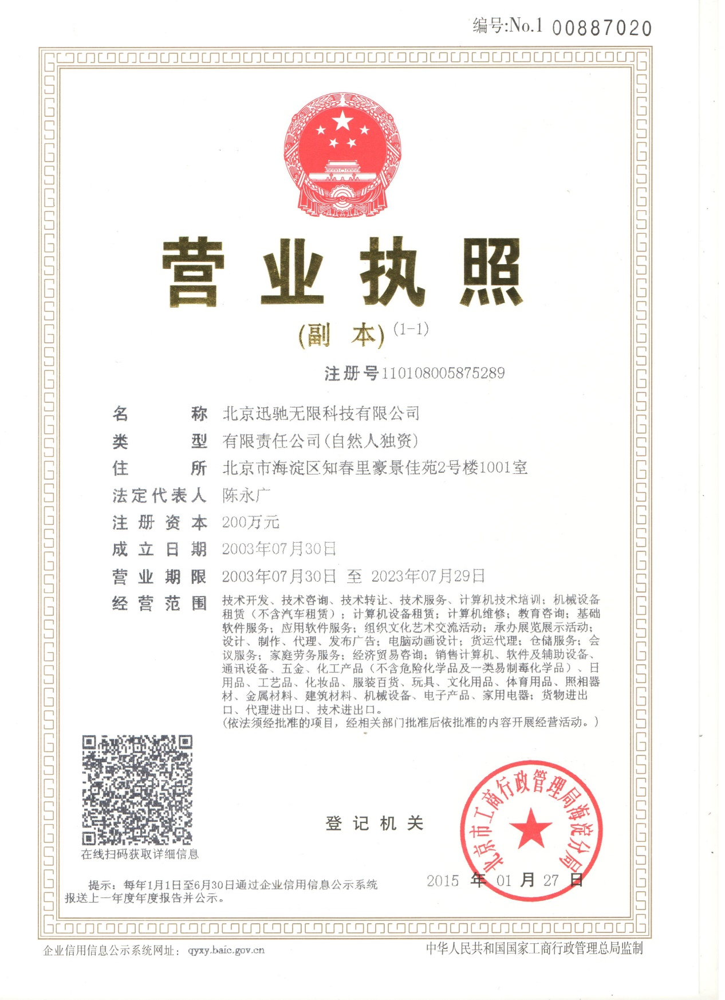 编号:No.1 00887020
营业执照
(副 本) (1-1)
注册号110108005875289
名 称 北京迅驰无限科技有限公司
类 型 有限责任公司(自然人独资)
住 所 北京市海淀区知春里豪景佳苑2号楼1001室
法定代表人 陈永广
注册资本 200万元
成立日期 2003年07月30日
营业期限 2003年07月30日 至 2023年07月29日
经营范围 技术开发、技术咨询、技术转让、技术服务、计算机技术培训；机械设备
租赁（不含汽车租赁）；计算机设备租赁；计算机维修；教育咨询；基础
软件服务；应用软件服务；组织文化艺术交流活动；承办展览展示活动；
设计、制作、代理、发布广告；电脑动画设计；货运代理；仓储服务；会
议服务；家庭劳务服务；经济贸易咨询；销售计算机、软件及辅助设备、
通讯设备、五金、化工产品（不含危险化学品及一类易制毒化学品）、日
用品、工艺品、化妆品、服装百货、玩具、文化用品、体育用品、照相器
材、金属材料、建筑材料、机械设备、电子产品、家用电器；货物进出
口、代理进出口、技术进出口。
(依法须经批准的项目，经相关部门批准后依批准的内容开展经营活动。)
在线扫码获取详细信息
登记机关
北京市工商行政管理局海淀分局
2015 年 01 月 27 日
提示：每年1月1日至6月30日通过企业信用信息公示系统
报送上一年度年度报告并公示。
企业信用信息公示系统网址： qyxy.baic.gov.cn
中华人民共和国国家工商行政管理总局监制